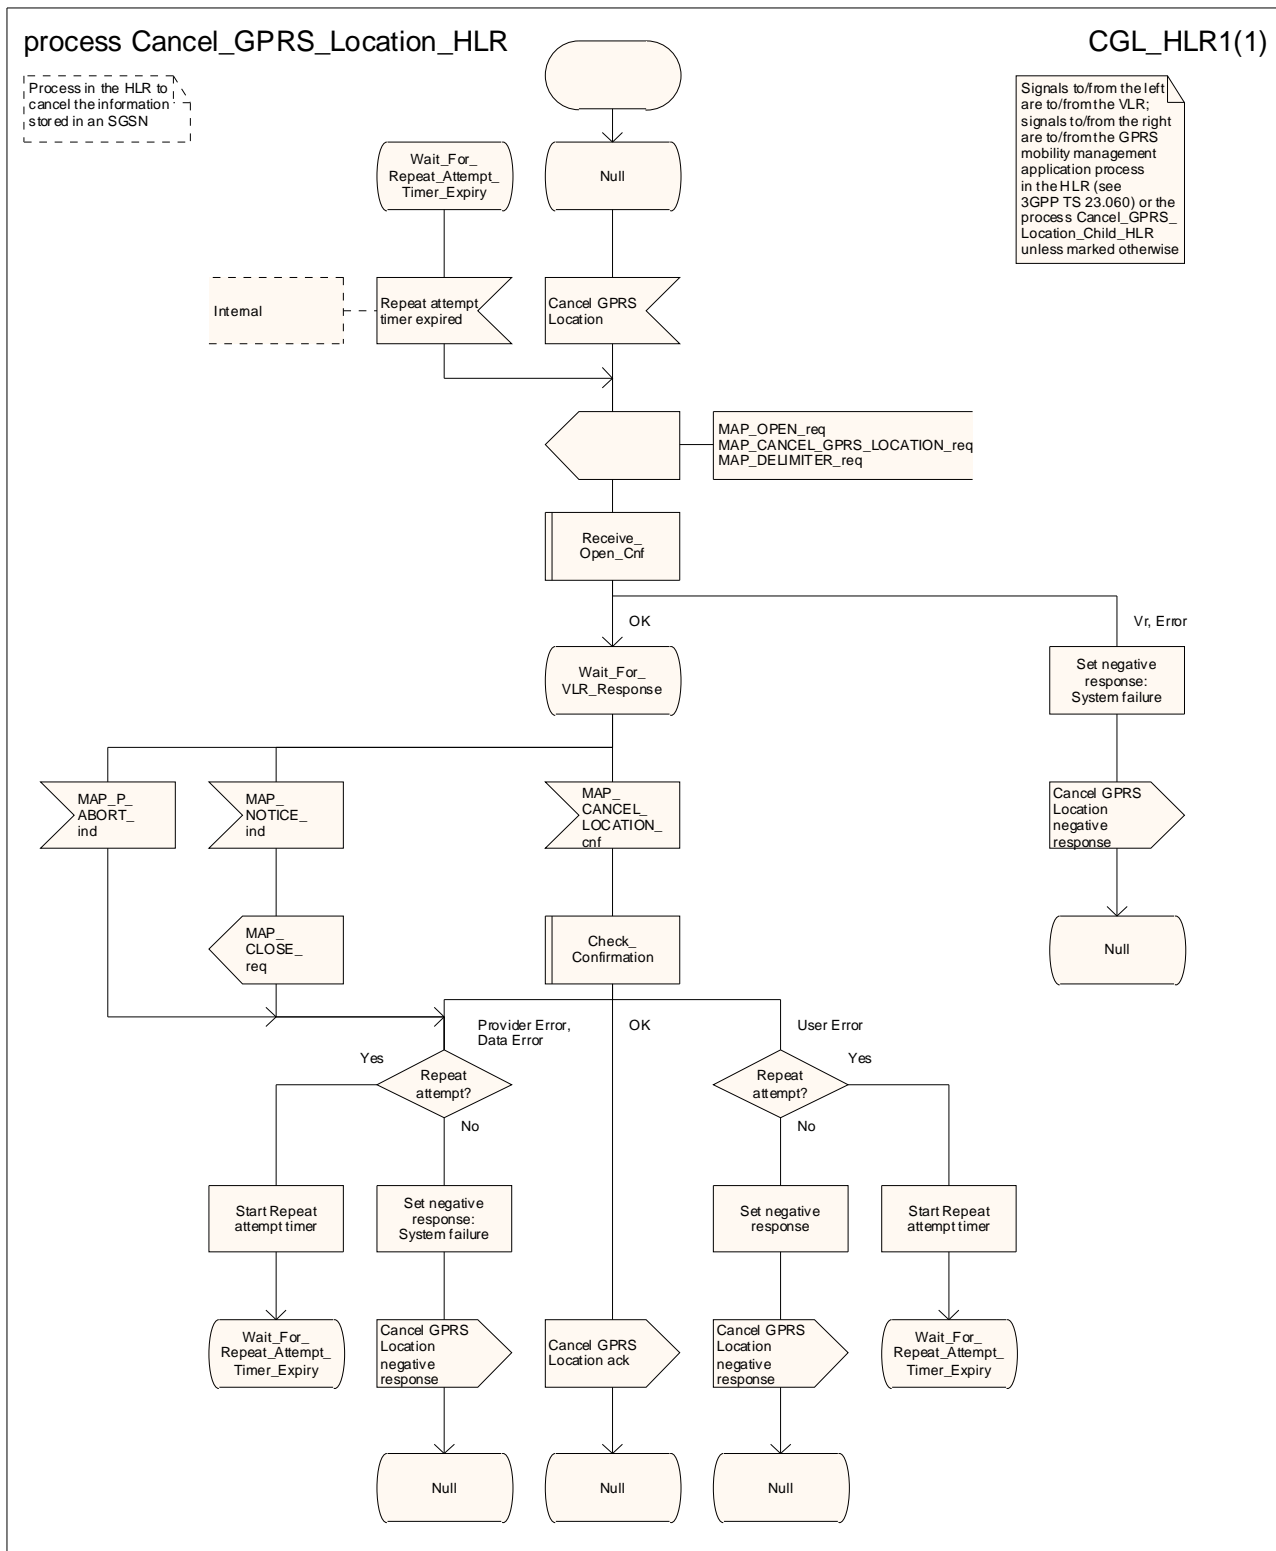 process Cancel_GPRS_Location_HLR
CGL_HLR1(1)
Process in the HLR to
cancel the information
stored in an SGSN
Signals to/from the left
are to/from the VLR;
signals to/from the right
are to/from the GPRS
mobility management
application process
in the HLR (see
3GPP TS 23.060) or the
process Cancel_GPRS_
Location_Child_HLR
unless marked otherwise
Wait_For_
Repeat_Attempt_
Timer_Expiry
Null
Internal
Repeat attempt
timer expired
Cancel GPRS
Location
MAP_OPEN_req
MAP_CANCEL_GPRS_LOCATION_req
MAP_DELIMITER_req
Receive_
Open_Cnf
OK
Vr, Error
Wait_For_
VLR_Response
Set negative
response:
System failure
MAP_P_
ABORT_
ind
MAP_
NOTICE_
ind
MAP_
CANCEL_
LOCATION_
cnf
Cancel GPRS
Location
negative
response
MAP_
CLOSE_
req
Check_
Confirmation
Null
Provider Error,
Data Error
OK
User Error
Yes
Repeat
attempt?
No
Repeat
attempt?
Yes
No
Start Repeat
attempt timer
Set negative
response:
System failure
Set negative
response
Start Repeat
attempt timer
Wait_For_
Repeat_Attempt_
Timer_Expiry
Cancel GPRS
Location
negative
response
Cancel GPRS
Location ack
Cancel GPRS
Location
negative
response
Wait_For_
Repeat_Attempt_
Timer_Expiry
Null
Null
Null